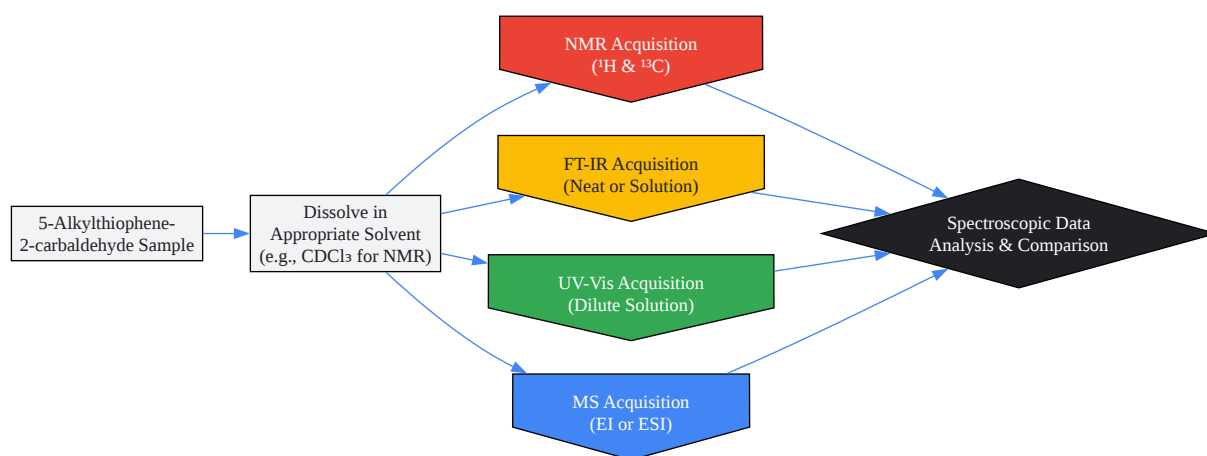 5-Alkylthiophene-
2-carbaldehyde Sample
Dissolve in
Appropriate Solvent
(e.g., CDCl₃ for NMR)
NMR Acquisition
(¹H & ¹³C)
FT-IR Acquisition
(Neat or Solution)
UV-Vis Acquisition
(Dilute Solution)
MS Acquisition
(EI or ESI)
Spectroscopic Data
Analysis & Comparison